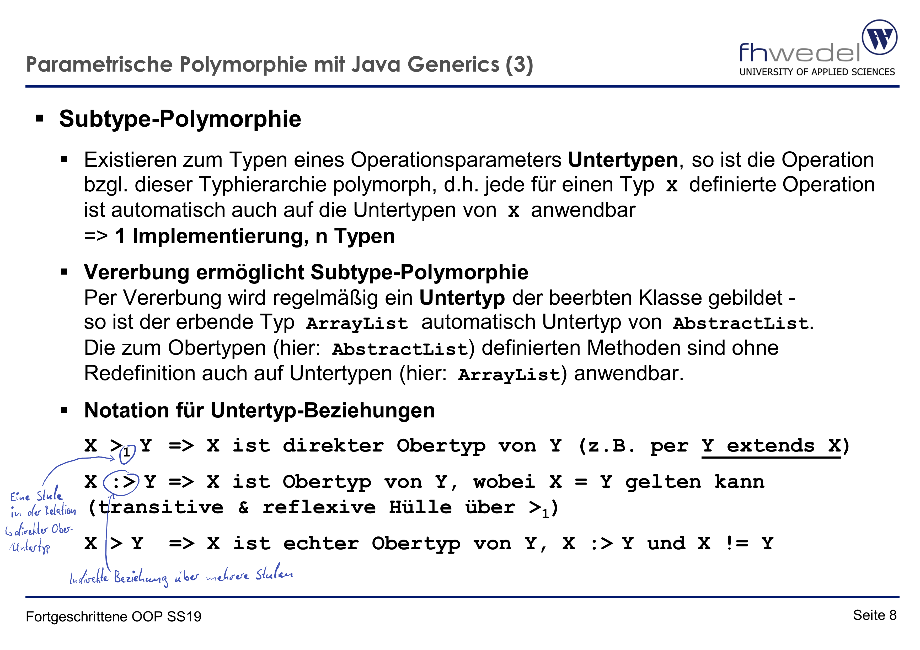 Parametrische Polymorphie mit Java Generics (3)
fhwedel
UNIVERSITY OF APPLIED SCIENCES
W
▪ Subtype-Polymorphie
▪ Existieren zum Typen eines Operationsparameters Untertypen, so ist die Operation
bzgl. dieser Typhierarchie polymorph, d.h. jede für einen Typ X definierte Operation
ist automatisch auch auf die Untertypen von X anwendbar
=> 1 Implementierung, n Typen
▪ Vererbung ermöglicht Subtype-Polymorphie
Per Vererbung wird regelmäßig ein Untertyp der beerbten Klasse gebildet -
so ist der erbende Typ ArrayList automatisch Untertyp von AbstractList.
Die zum Obertypen (hier: AbstractList) definierten Methoden sind ohne
Redefinition auch auf Untertypen (hier: ArrayList) anwendbar.
▪ Notation für Untertyp-Beziehungen
X >1 Y => X ist direkter Obertyp von Y (z.B. per Y extends X)
X :> Y => X ist Obertyp von Y, wobei X = Y gelten kann
(transitive & reflexive Hülle über >1)
X > Y => X ist echter Obertyp von Y, X :> Y und X != Y
Eine Stufe
in der Relation
↳ direkter Ober-
Untertyp
Indirekte Beziehung über mehrere Stufen
Fortgeschrittene OOP SS19
Seite 8